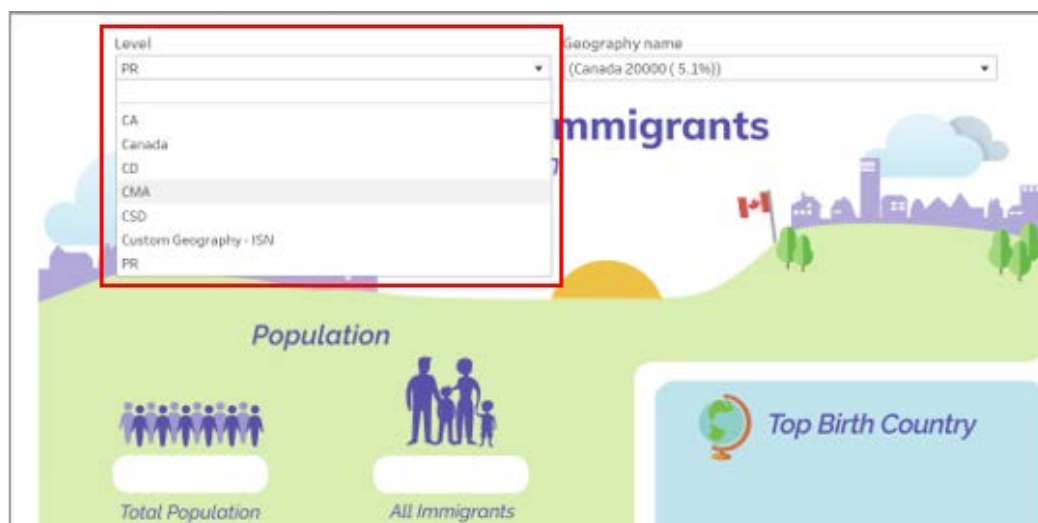 Level
Geography name
PR
(Canada 20000 ( 5.1%))
CA
Canada
CD
CMA
CSD
Custom Geography - ISN
PR
mmigrants
Population
Top Birth Country
Total Population
All Immigrants